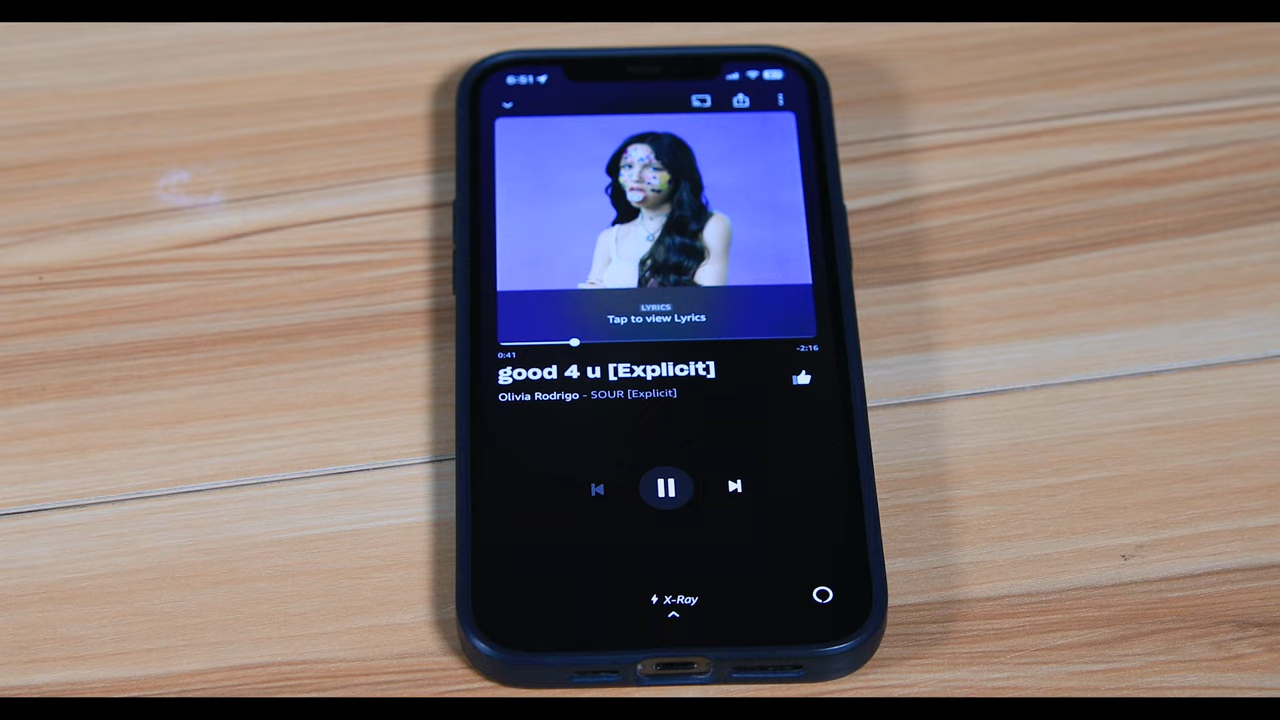 6:51
LYRICS
Tap to view Lyrics
0:41
-2:16
good 4 u [Explicit]
Olivia Rodrigo - SOUR [Explicit]
X-Ray